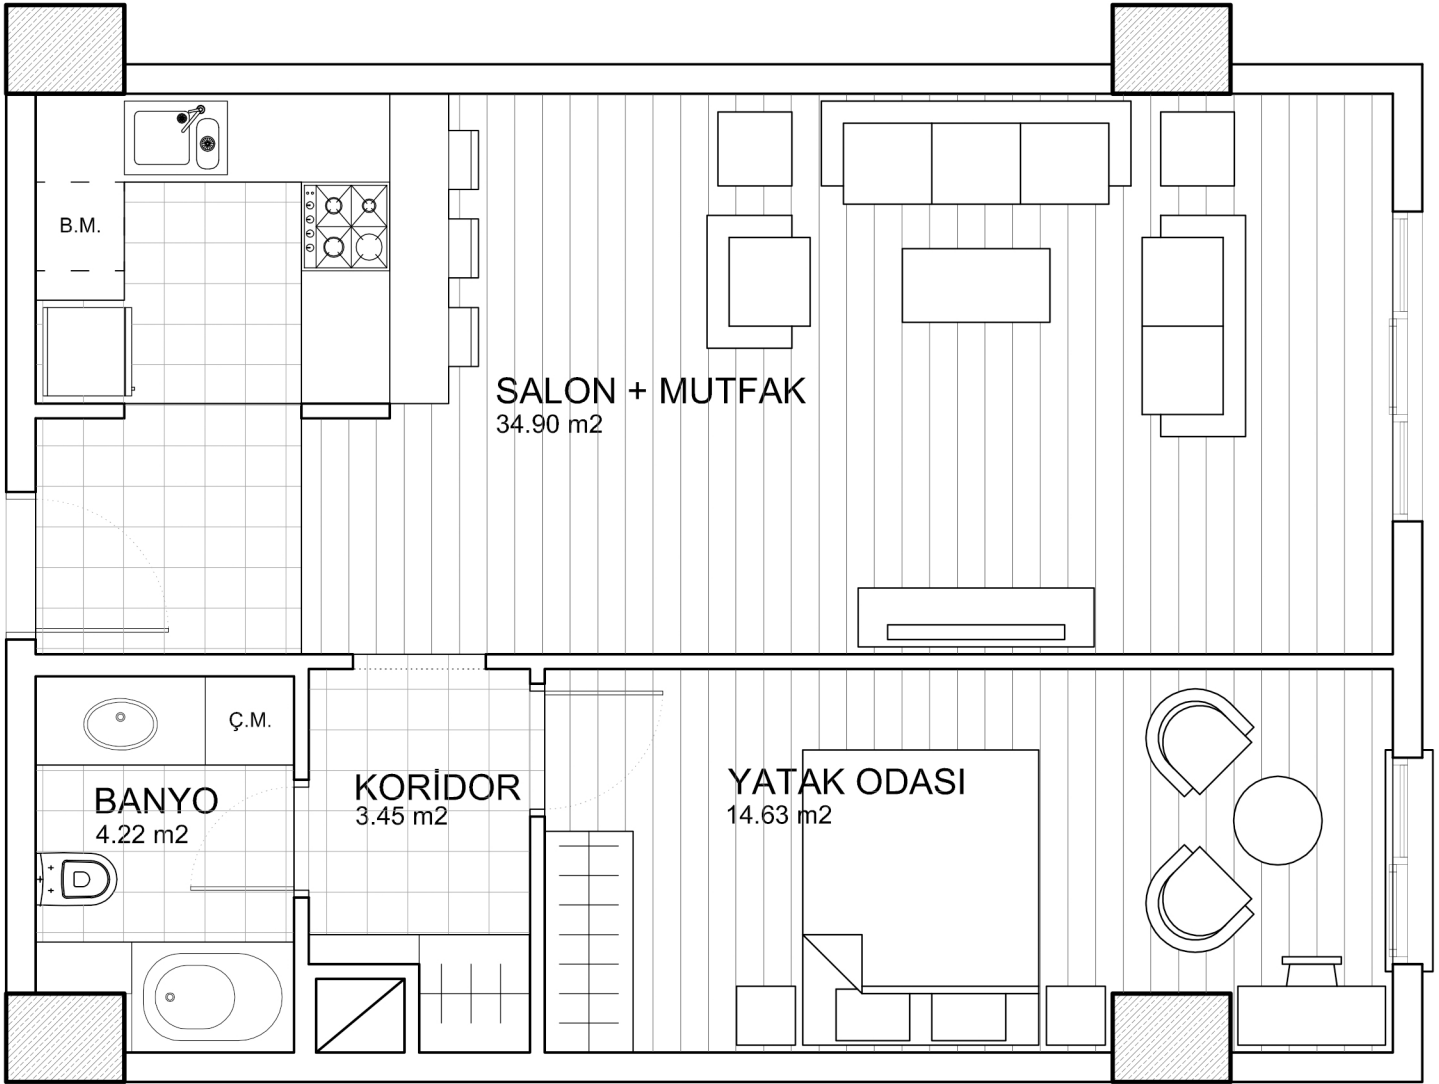 B.M.
SALON + MUTFAK
34.90 m2
Ç.M.
BANYO
4.22 m2
KORİDOR
3.45 m2
YATAK ODASI
14.63 m2